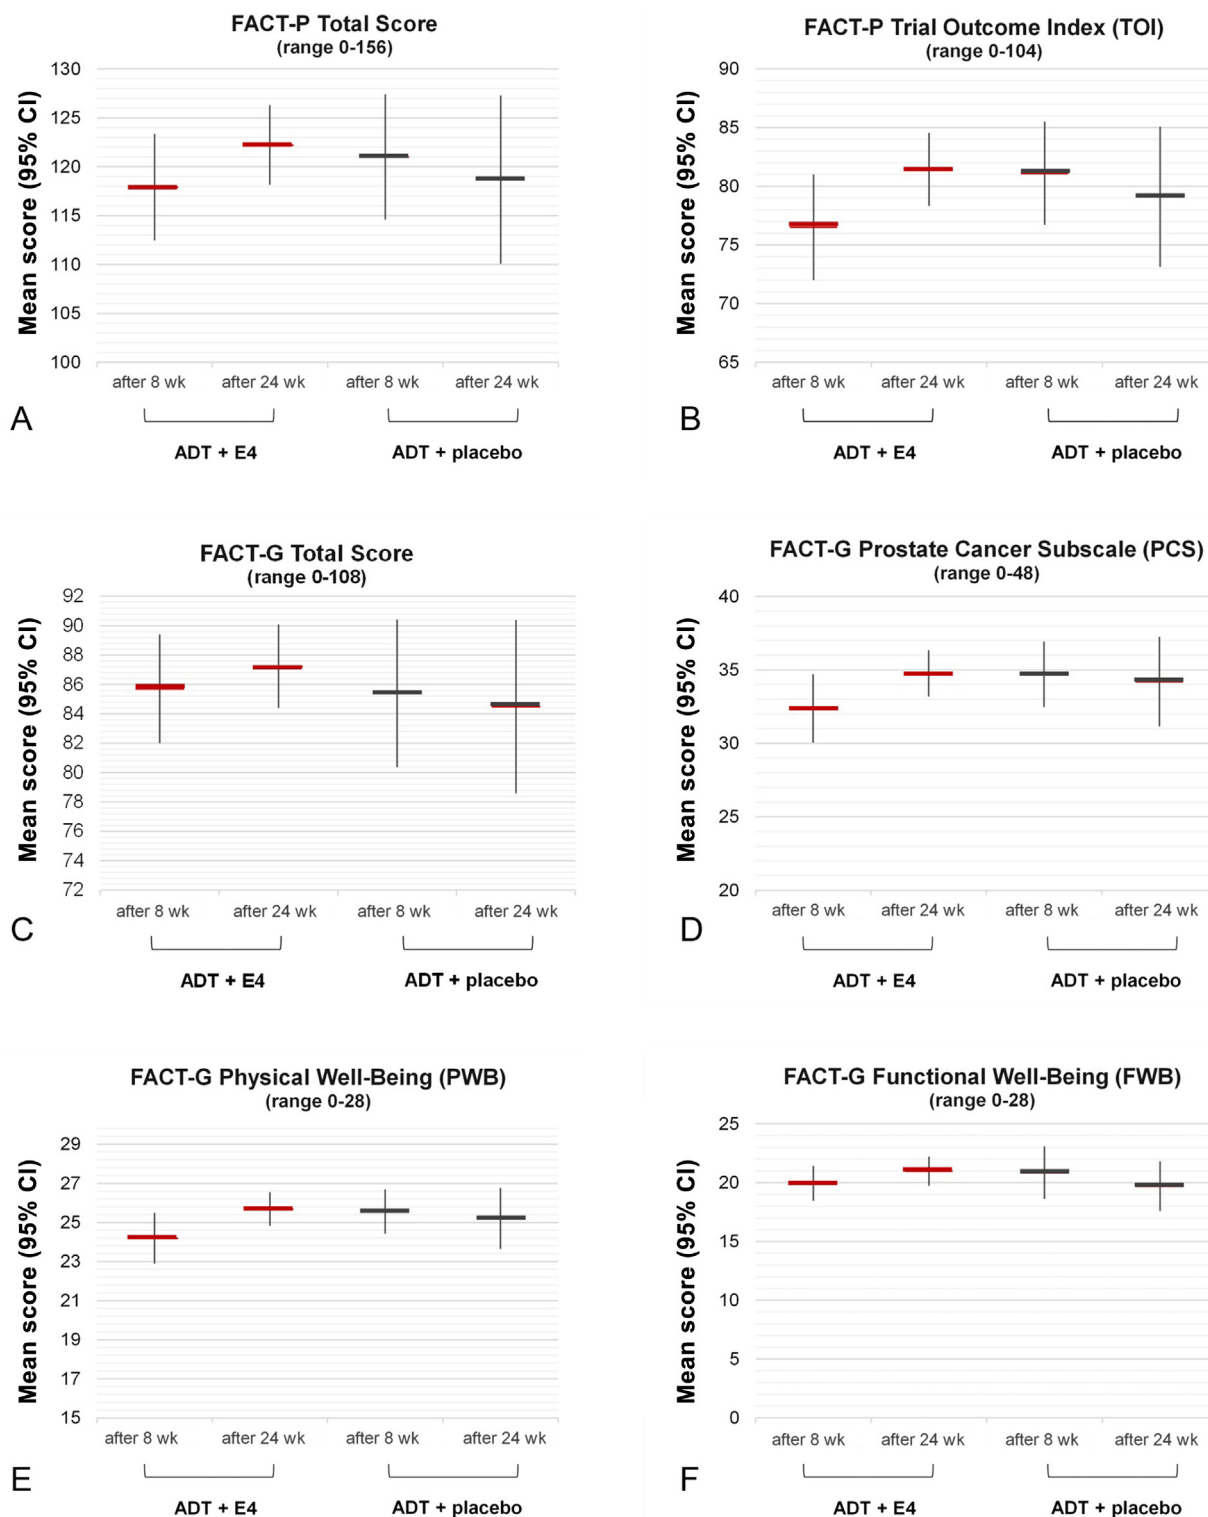 FACT-P Total Score
(range 0-156)
Mean score (95% CI)
130
125
120
115
110
105
100
after 8 wk after 24 wk after 8 wk after 24 wk
A
ADT + E4 ADT + placebo
FACT-P Trial Outcome Index (TOI)
(range 0-104)
Mean score (95% CI)
90
85
80
75
70
65
after 8 wk after 24 wk after 8 wk after 24 wk
B
ADT + E4 ADT + placebo
FACT-G Total Score
(range 0-108)
Mean score (95% CI)
92
90
88
86
84
82
80
78
76
74
72
after 8 wk after 24 wk after 8 wk after 24 wk
C
ADT + E4 ADT + placebo
FACT-G Prostate Cancer Subscale (PCS)
(range 0-48)
Mean score (95% CI)
40
35
30
25
20
after 8 wk after 24 wk after 8 wk after 24 wk
D
ADT + E4 ADT + placebo
FACT-G Physical Well-Being (PWB)
(range 0-28)
Mean score (95% CI)
29
27
25
23
21
19
17
15
after 8 wk after 24 wk after 8 wk after 24 wk
E
ADT + E4 ADT + placebo
FACT-G Functional Well-Being (FWB)
(range 0-28)
Mean score (95% CI)
25
20
15
10
5
0
after 8 wk after 24 wk after 8 wk after 24 wk
F
ADT + E4 ADT + placebo